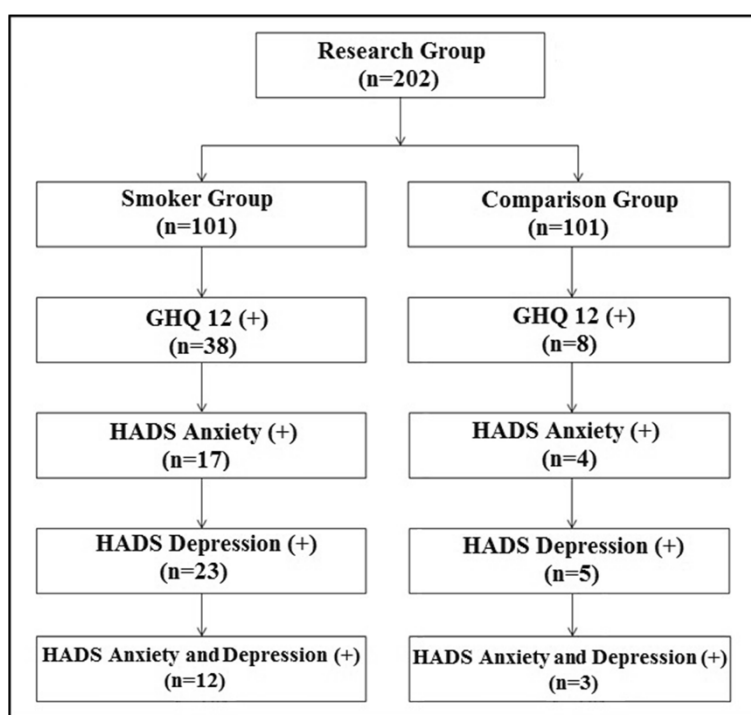 Research Group
(n=202)
Smoker Group
(n=101)
Comparison Group
(n=101)
GHQ 12 (+)
(n=38)
GHQ 12 (+)
(n=8)
HADS Anxiety (+)
(n=17)
HADS Anxiety (+)
(n=4)
HADS Depression (+)
(n=23)
HADS Depression (+)
(n=5)
HADS Anxiety and Depression (+)
(n=12)
HADS Anxiety and Depression (+)
(n=3)